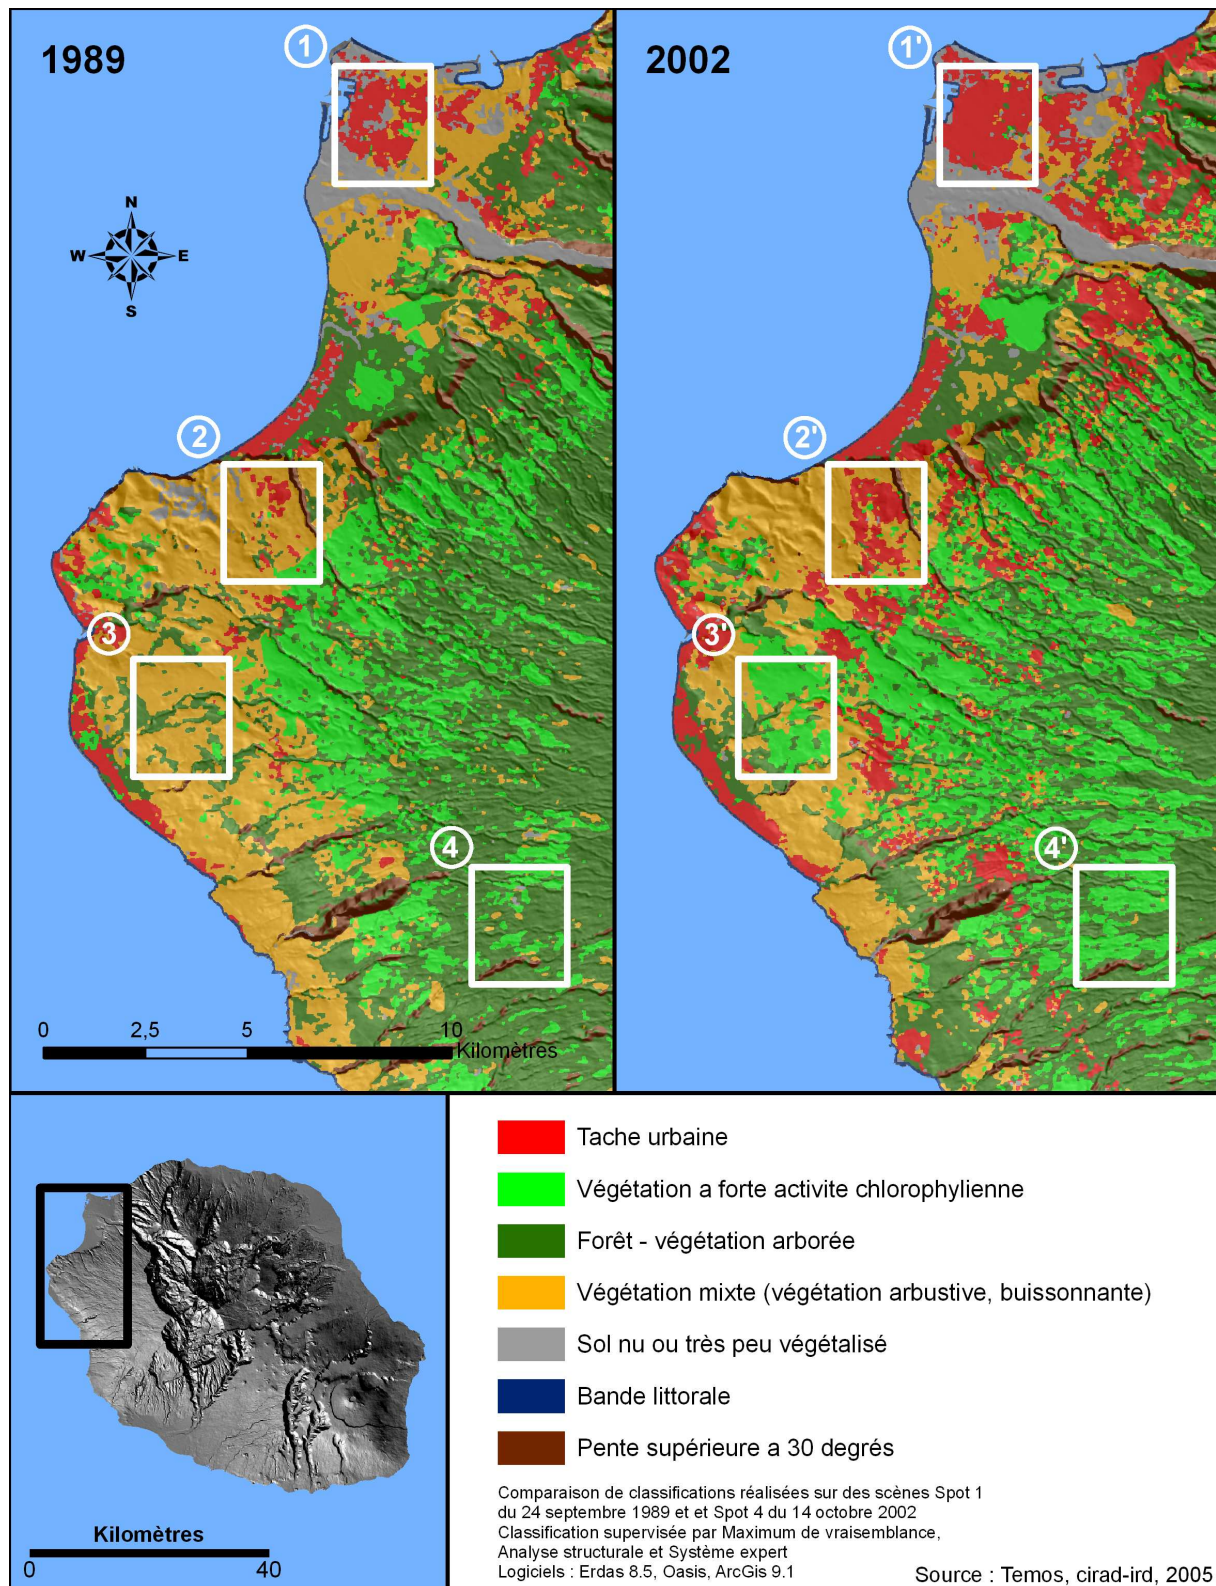 1989
1
2002
1'
N
W
E
S
2
2'
3
3'
4
4'
0
2,5
5
10
Kilomètres
Tache urbaine
Végétation a forte activite chlorophylienne
Forêt - végétation arborée
Végétation mixte (végétation arbustive, buissonnante)
Sol nu ou très peu végétalisé
Bande littorale
Pente supérieure a 30 degrés
Comparaison de classifications réalisées sur des scènes Spot 1
du 24 septembre 1989 et et Spot 4 du 14 octobre 2002
Classification supervisée par Maximum de vraisemblance,
Analyse structurale et Système expert
Logiciels : Erdas 8.5, Oasis, ArcGis 9.1
Kilomètres
0
40
Source : Temos, cirad-ird, 2005